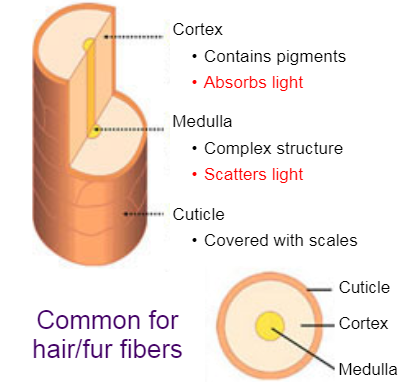 Cortex
• Contains pigments
• Absorbs light
Medulla
• Complex structure
• Scatters light
Cuticle
• Covered with scales
Common for
hair/fur fibers
Cuticle
Cortex
Medulla